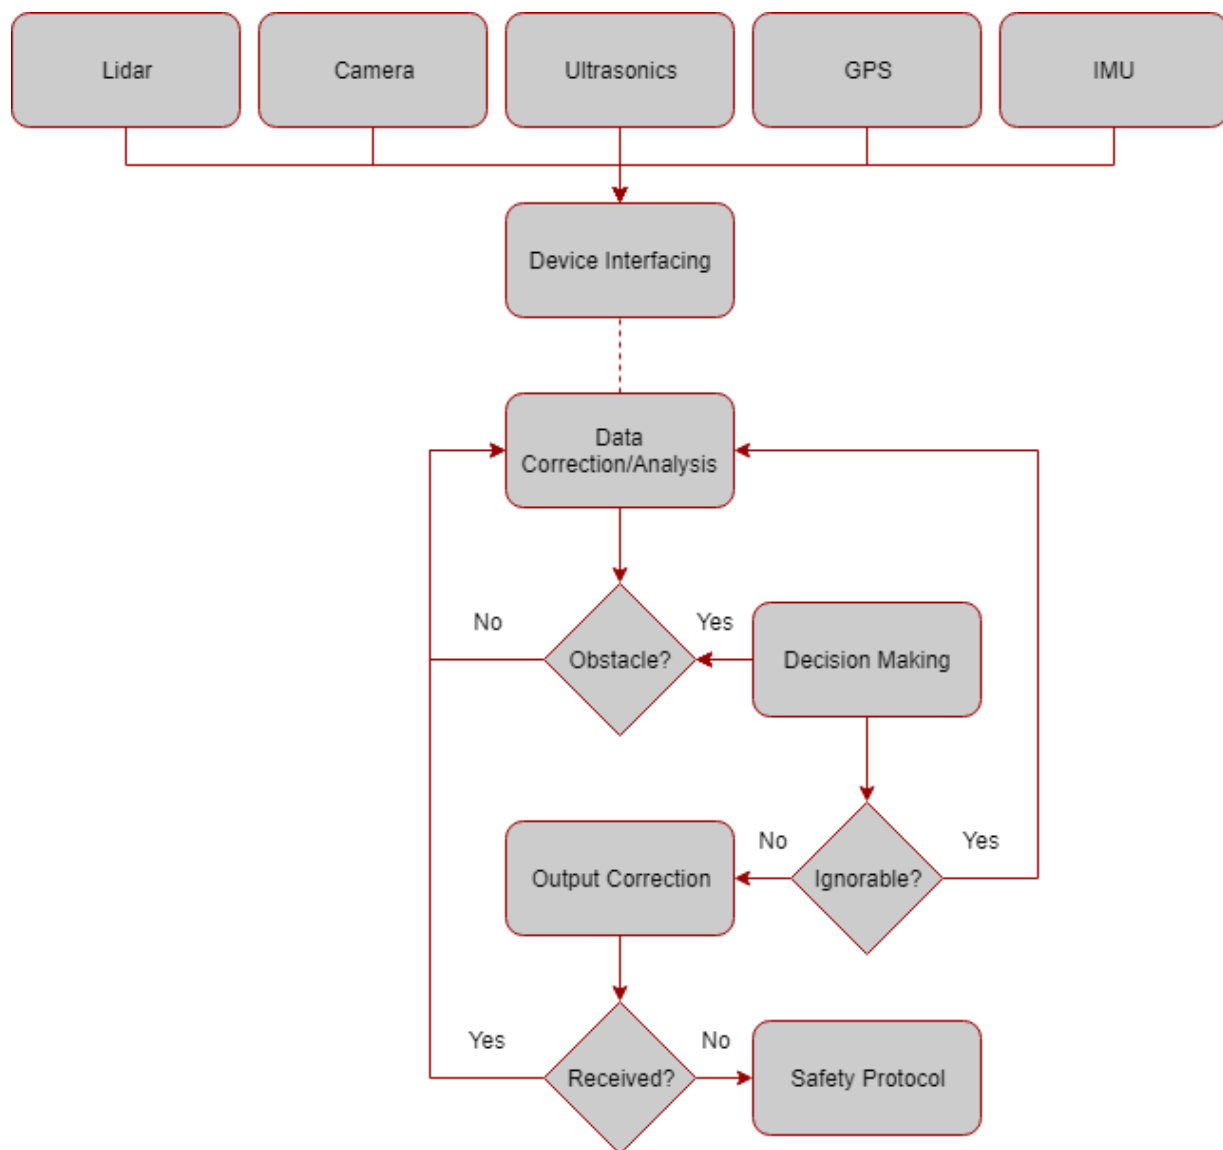 Lidar
Camera
Ultrasonics
GPS
IMU
Device Interfacing
Data
Correction/Analysis
No
Obstacle?
Yes
Decision Making
Output Correction
No
Ignorable?
Yes
Yes
Received?
No
Safety Protocol